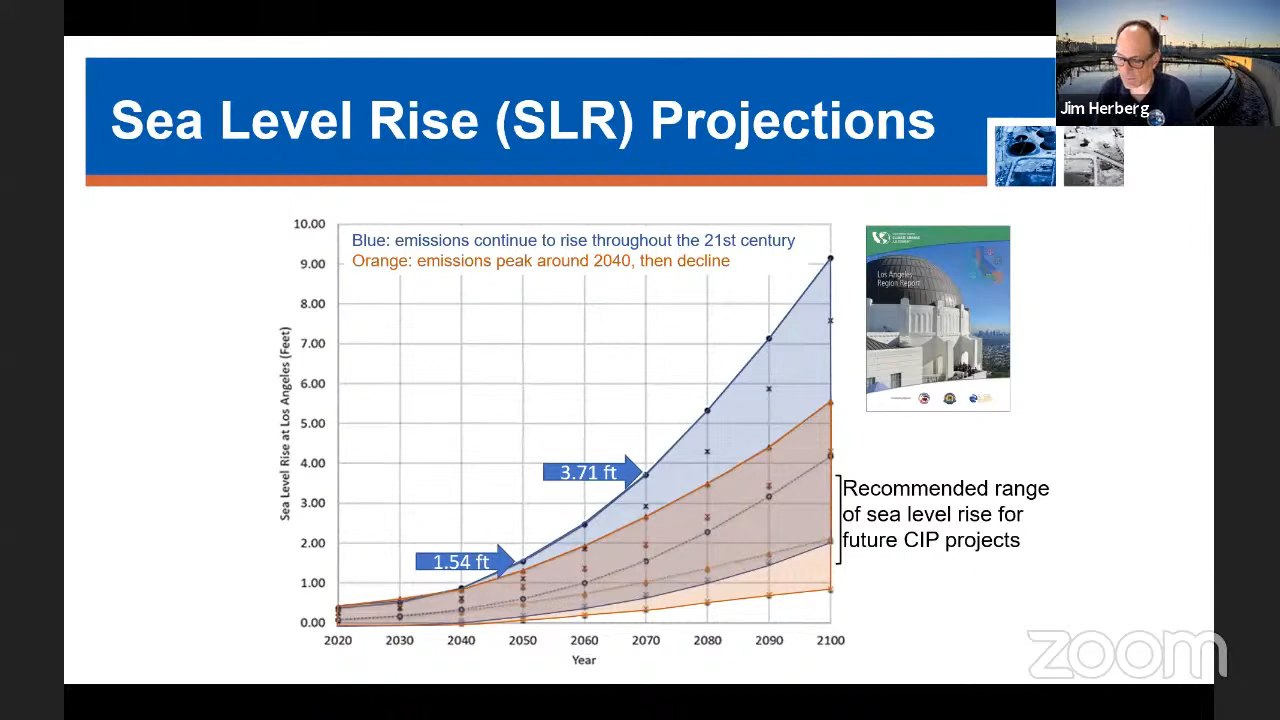 Jim Herberg
Sea Level Rise (SLR) Projections
Blue: emissions continue to rise throughout the 21st century
Orange: emissions peak around 2040, then decline
10.00
9.00
8.00
7.00
6.00
5.00
4.00
3.00
2.00
1.00
0.00
Sea Level Rise at Los Angeles (Feet)
3.71 ft
1.54 ft
2020
2030
2040
2050
2060
2070
2080
2090
2100
Year
Los Angeles
Region Report
Recommended range
of sea level rise for
future CIP projects
zoom